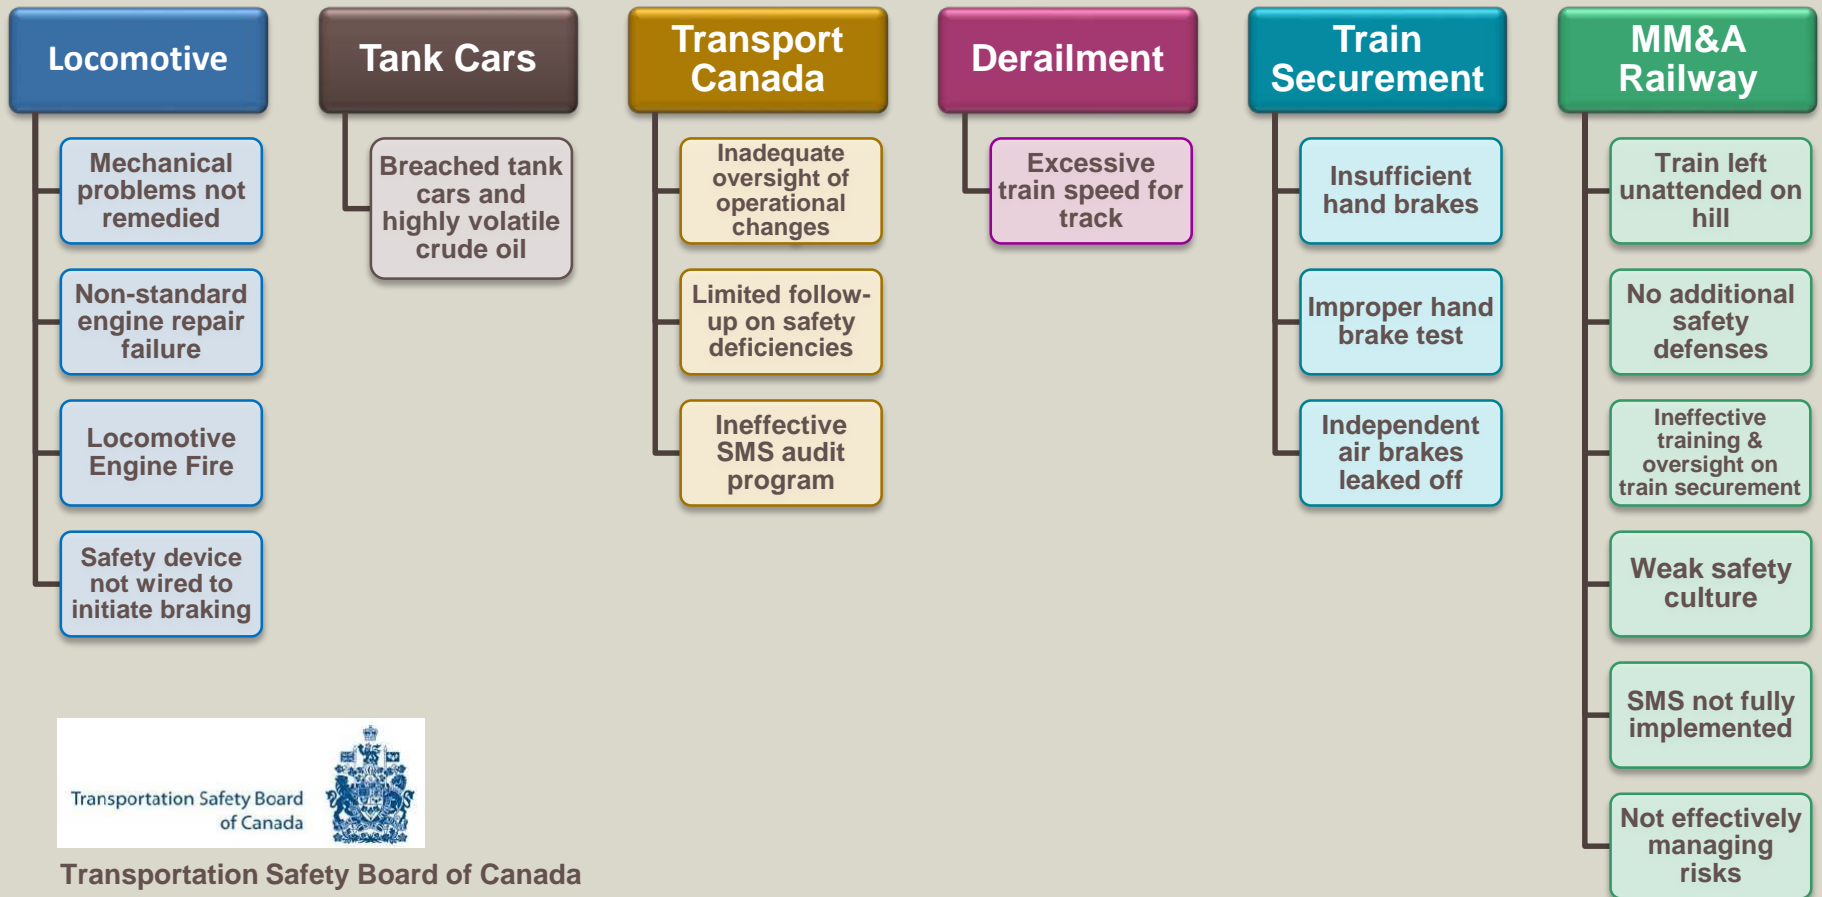 Locomotive
Mechanical
problems not
remedied
Non-standard
engine repair
failure
Locomotive
Engine Fire
Safety device
not wired to
initiate braking
Tank Cars
Breached tank
cars and
highly volatile
crude oil
Transport
Canada
Inadequate
oversight of
operational
changes
Limited follow-
up on safety
deficiencies
Ineffective
SMS audit
program
Derailment
Excessive
train speed for
track
Train
Securement
Insufficient
hand brakes
Improper hand
brake test
Independent
air brakes
leaked off
MM&A
Railway
Train left
unattended on
hill
No additional
safety
defenses
Ineffective
training &
oversight on
train securement
Weak safety
culture
SMS not fully
implemented
Not effectively
managing
risks
Transportation Safety Board
of Canada
Transportation Safety Board of Canada